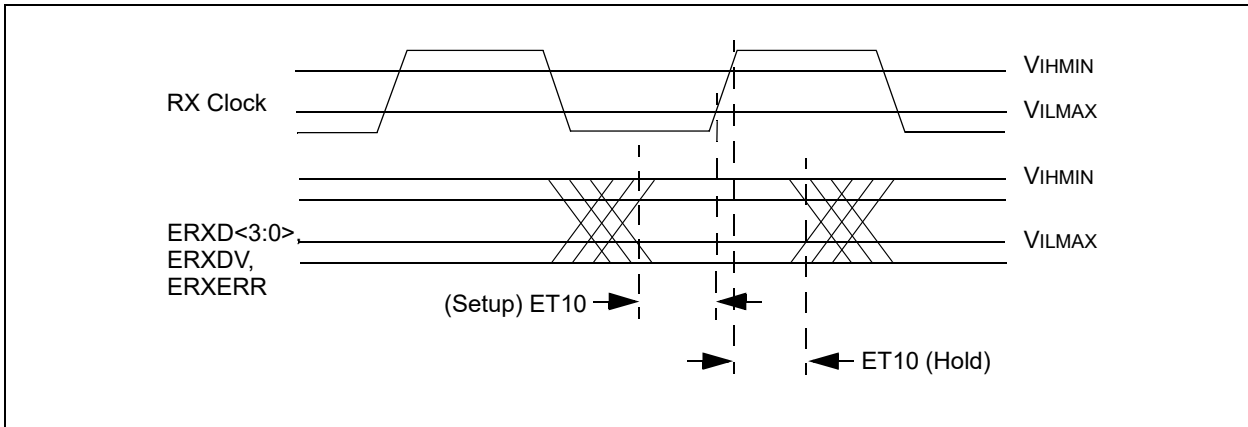 VIHMIN
RX Clock
VILMAX
VIHMIN
ERXD<3:0>,
ERXDV,
ERXERR
VILMAX
(Setup) ET10
ET10 (Hold)